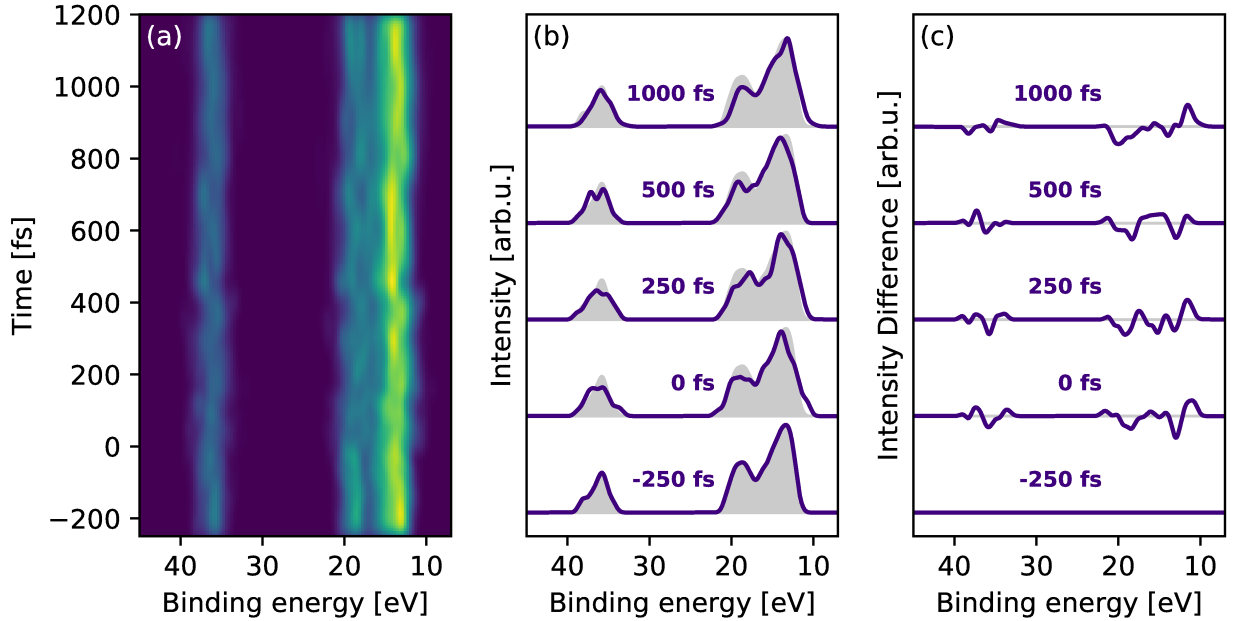 (a)
1200
1000
800
600
400
200
0
−200
Time [fs]
40 30 20 10
Binding energy [eV]
(b)
1000 fs
500 fs
250 fs
0 fs
-250 fs
Intensity [arb.u.]
40 30 20 10
Binding energy [eV]
(c)
1000 fs
500 fs
250 fs
0 fs
-250 fs
Intensity Difference [arb.u.]
40 30 20 10
Binding energy [eV]